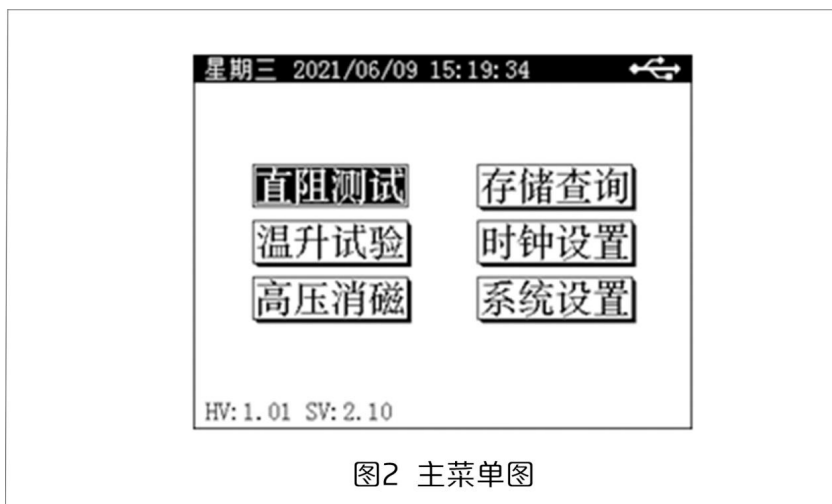 星期三 2021/06/09 15:19:34
直阻测试 存储查询
温升试验 时钟设置
高压消磁 系统设置
HV:1.01 SV:2.10
图2 主菜单图